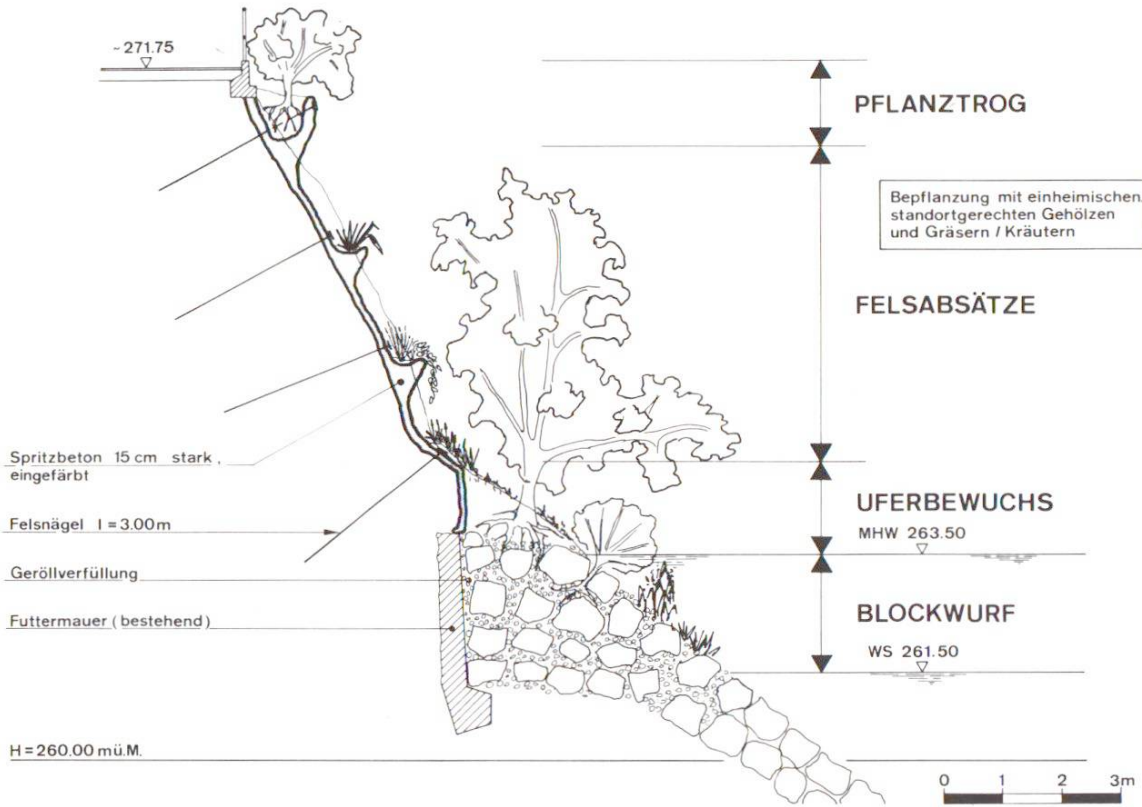 ~271.75
PFLANZTROG
Bepflanzung mit einheimischen,
standortgerechten Gehölzen
und Gräsern / Kräutern
FELSABSÄTZE
Spritzbeton 15 cm stark,
eingefärbt
UFERBEWUCHS
Felsnägel l = 3.00 m
MHW 263.50
Geröllverfüllung
BLOCKWURF
Futtermauer (bestehend)
WS 261.50
H = 260.00 mü.M.
0 1 2 3m